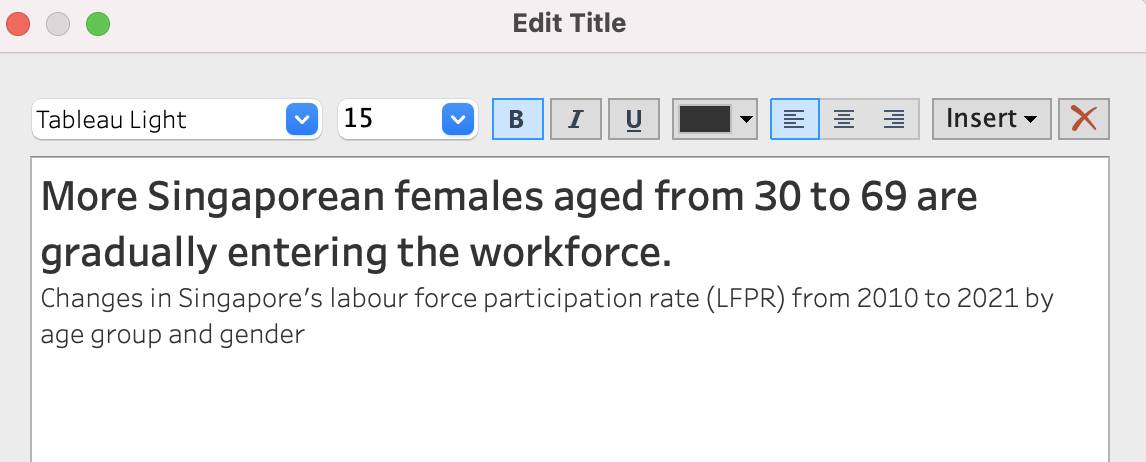 Edit Title
Tableau Light 15 B I U Insert
More Singaporean females aged from 30 to 69 are
gradually entering the workforce.
Changes in Singapore's labour force participation rate (LFPR) from 2010 to 2021 by
age group and gender